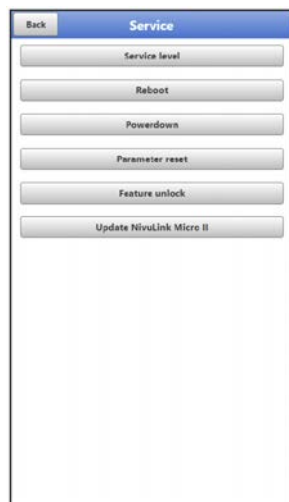 Back
Service
Service level
Reboot
Powerdown
Parameter reset
Feature unlock
Update NivuLink Micro II